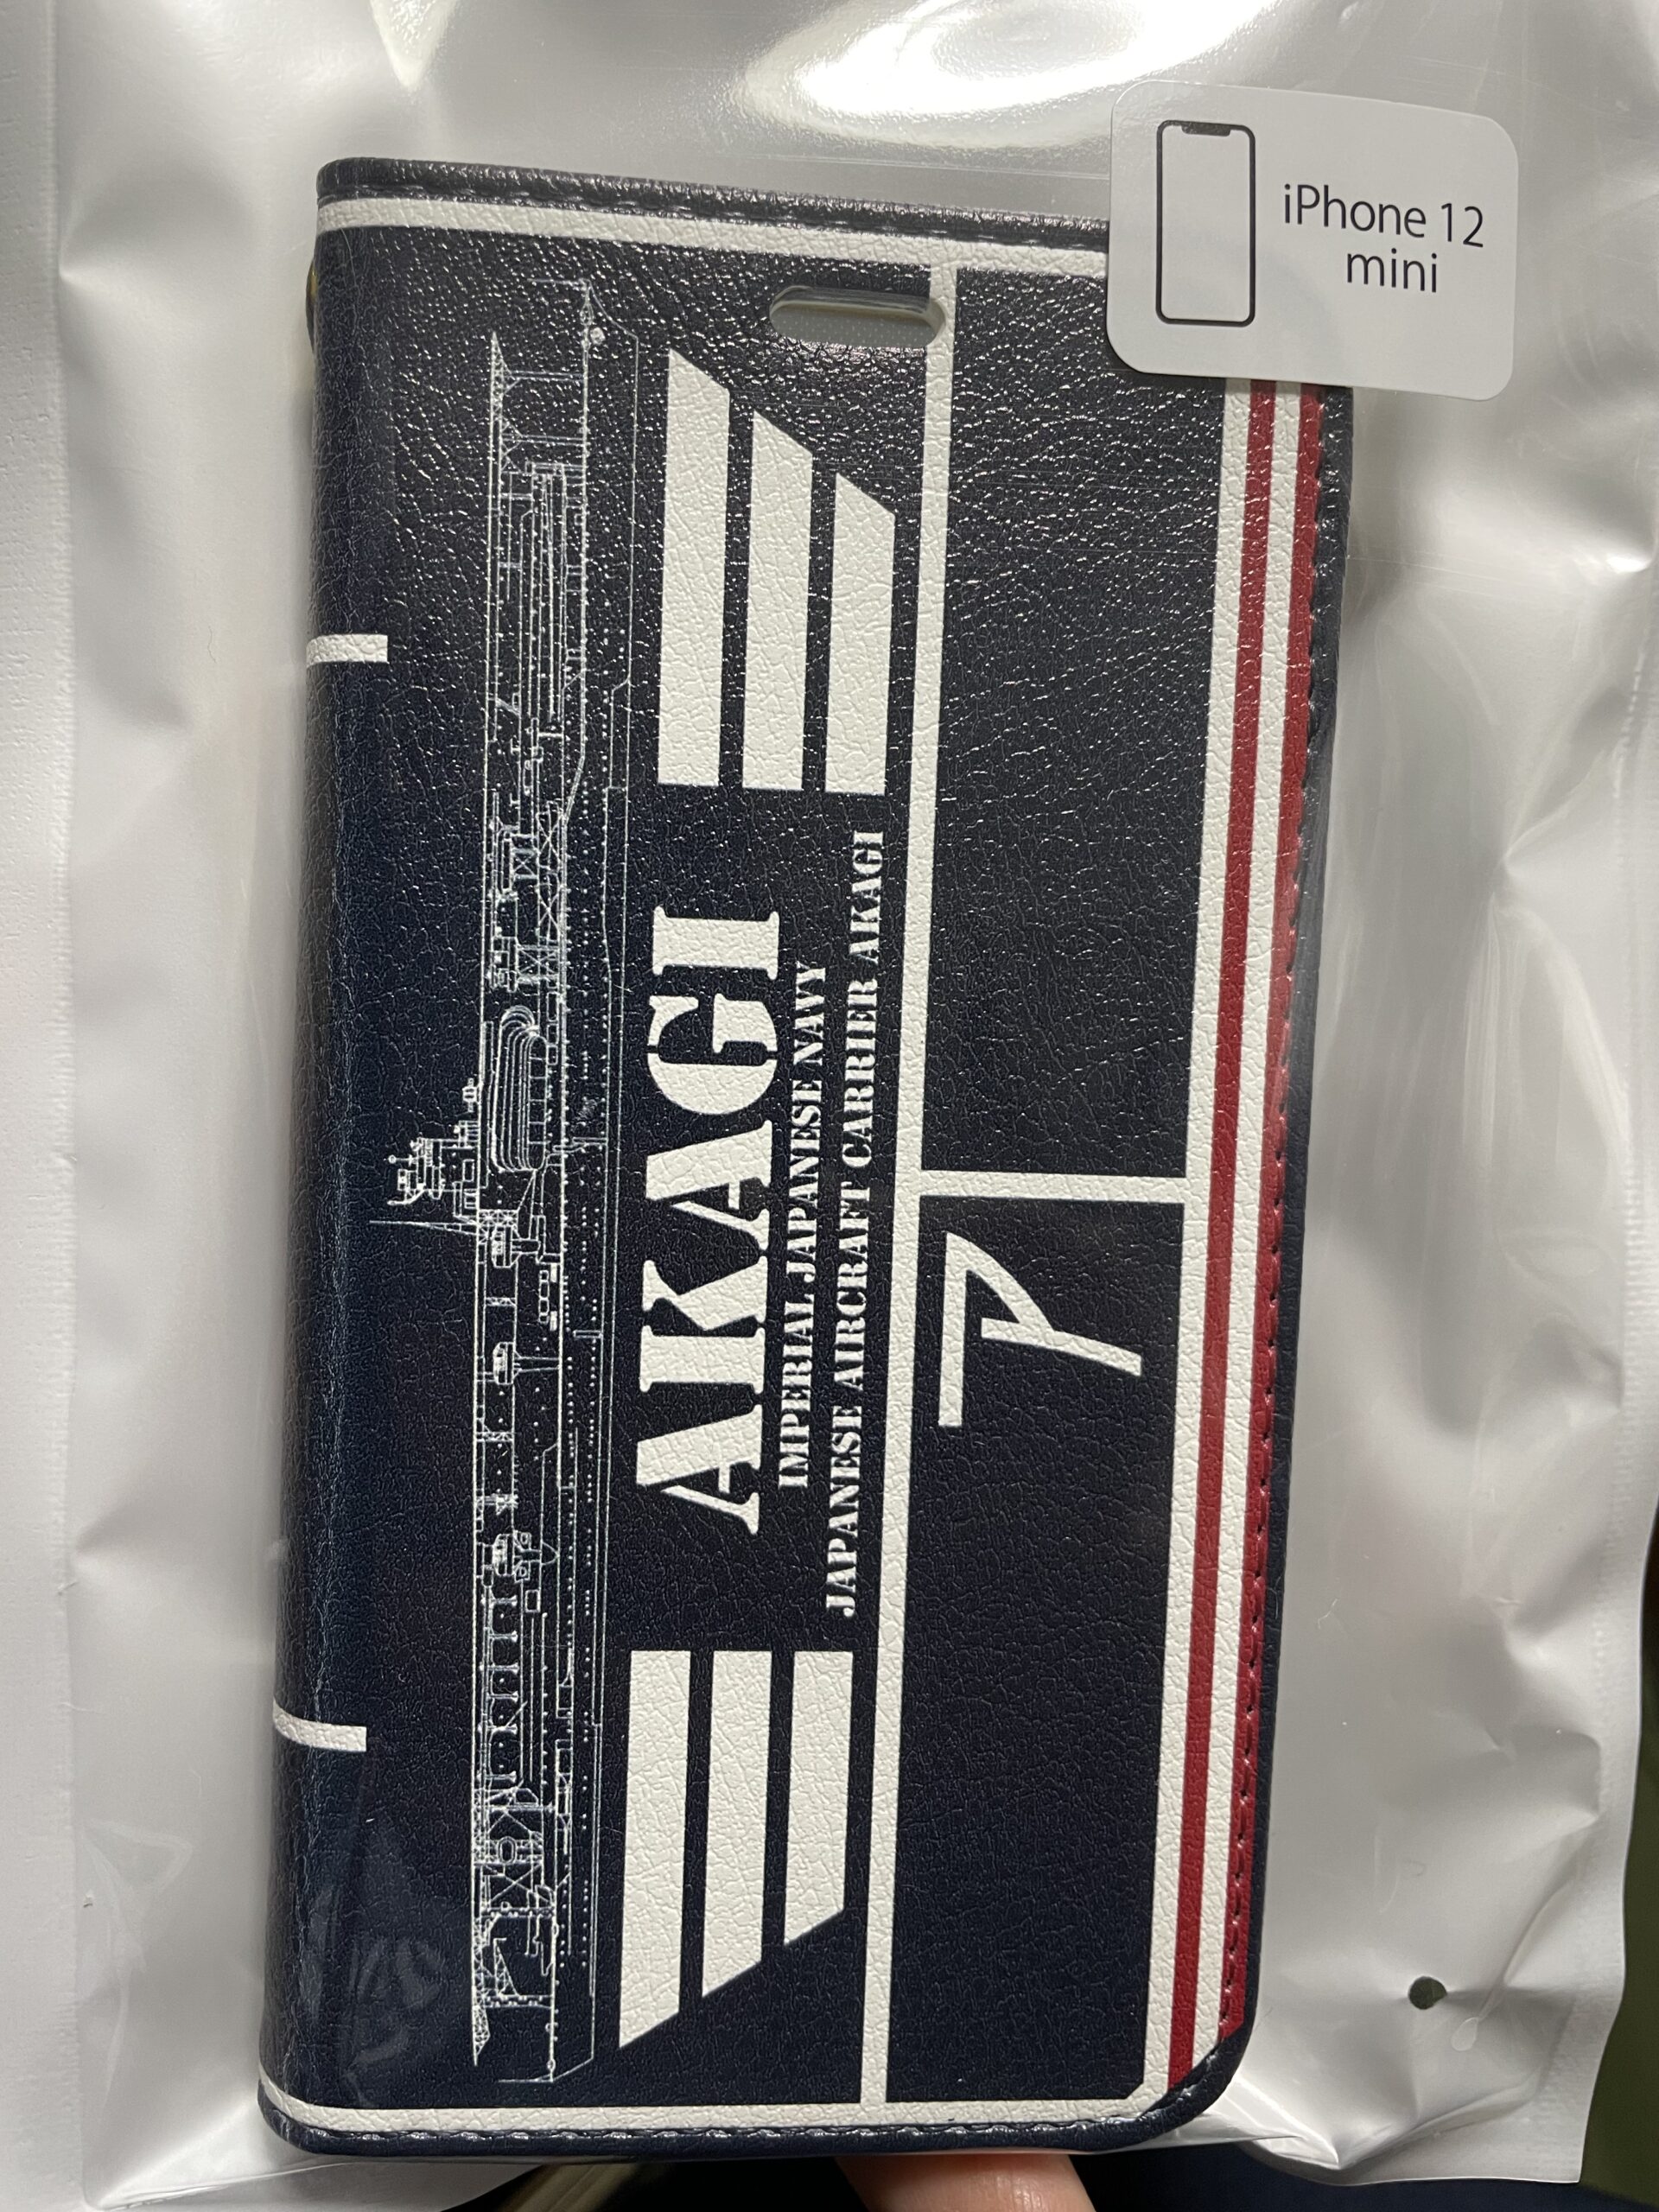 iPhone 12
mini
AKAGI
IMPERIAL JAPANESE NAVY
JAPANESE AIRCRAFT CARRIER AKAGI
ア